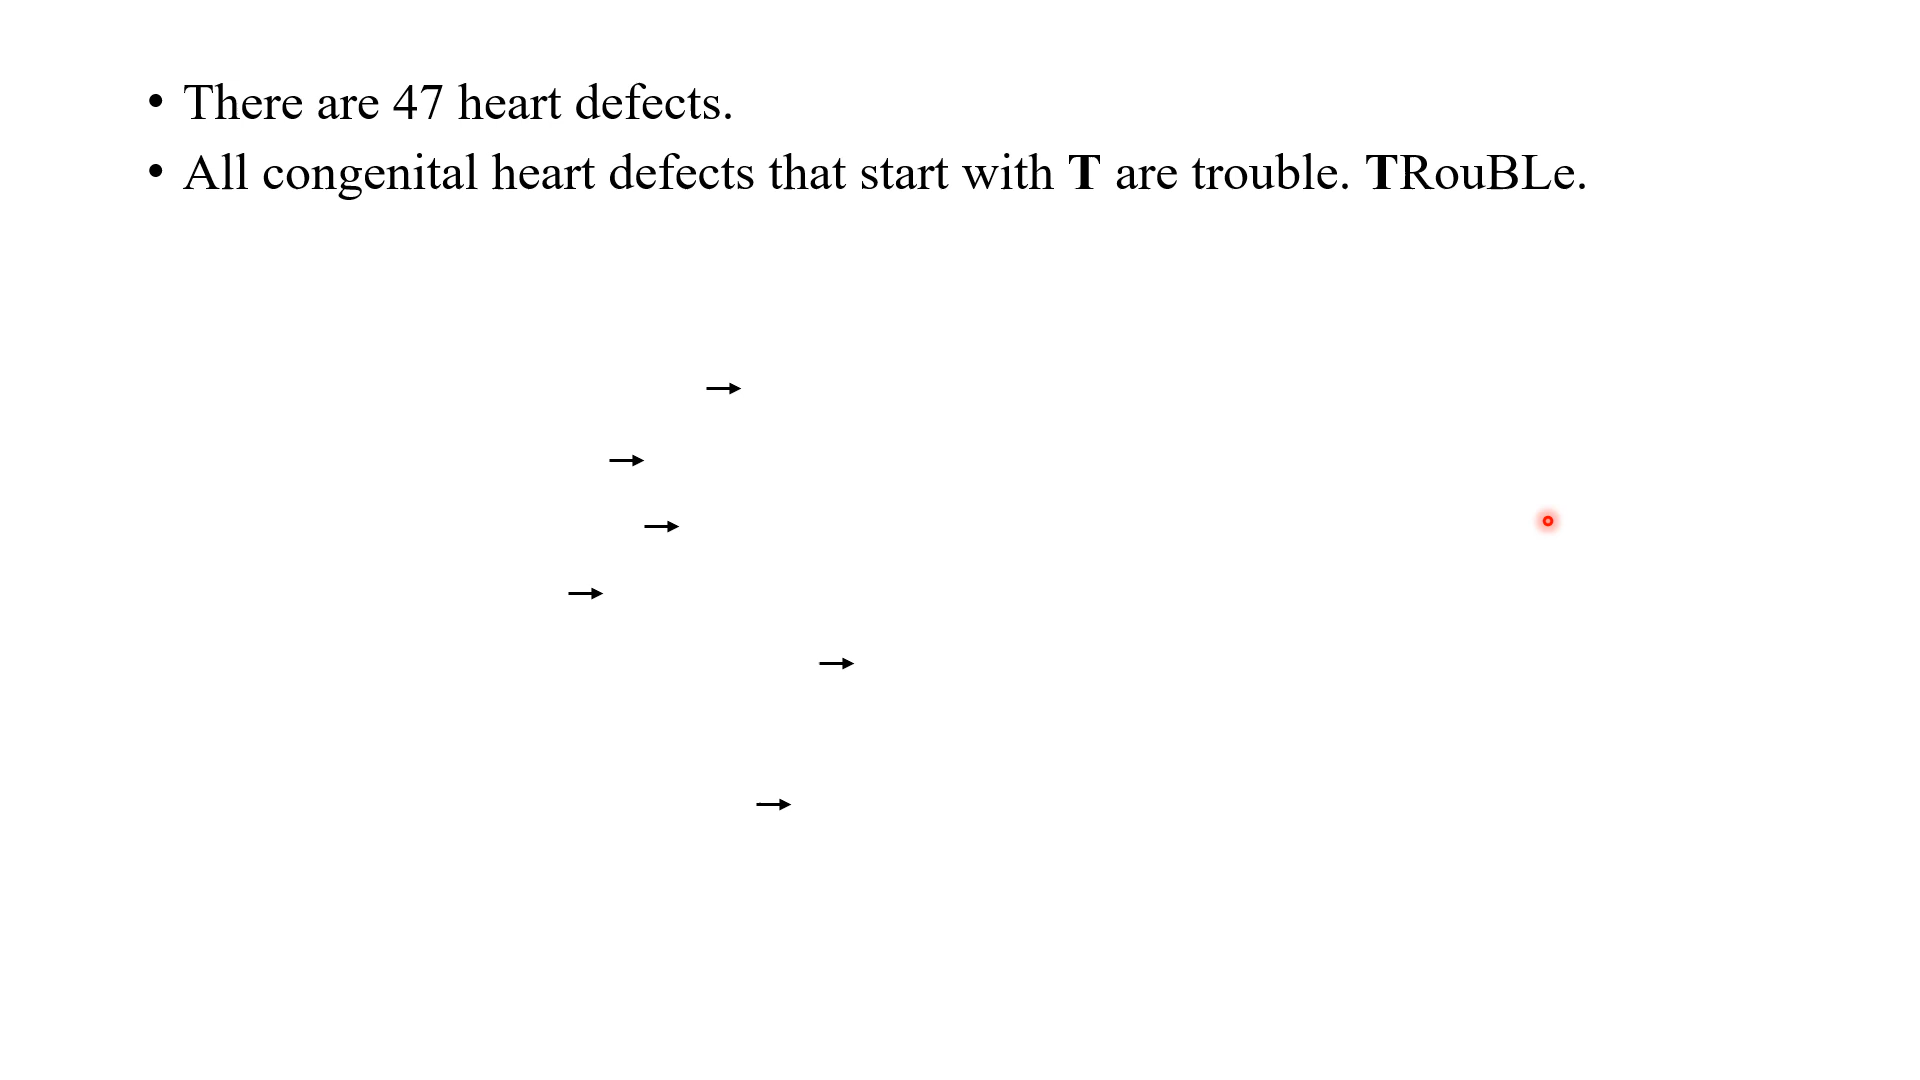 • There are 47 heart defects.
• All congenital heart defects that start with T are trouble. TRouBLe.